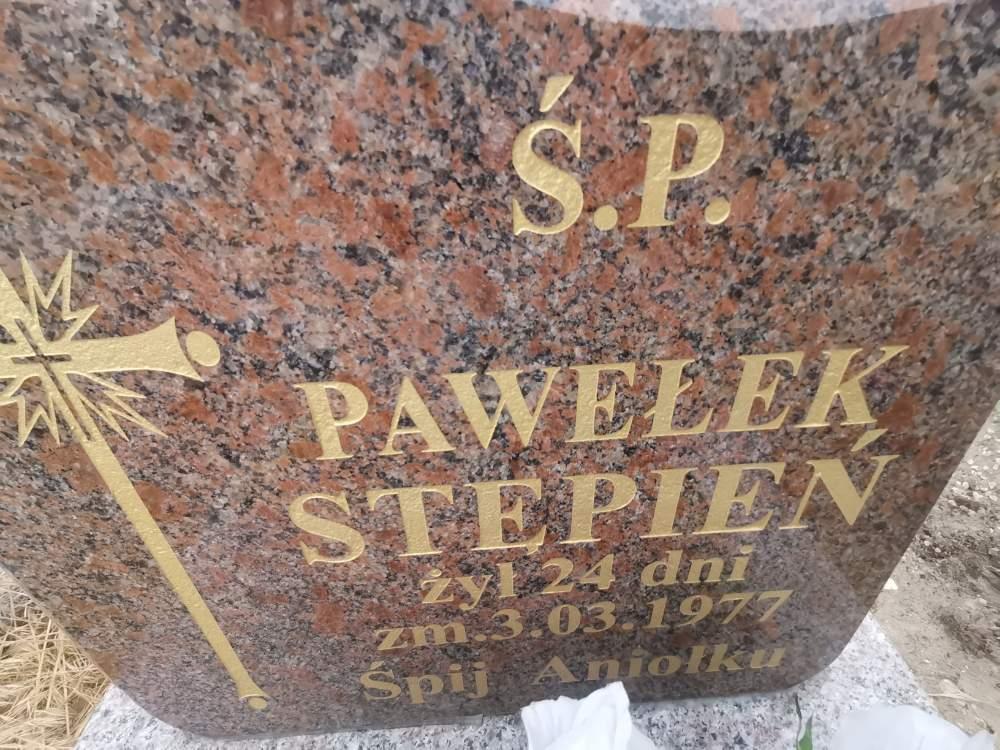 Ś.P.
PAWEŁEK
STĘPIEŃ
żył 24 dni
zm.3.03.1977
Śpij Aniołku